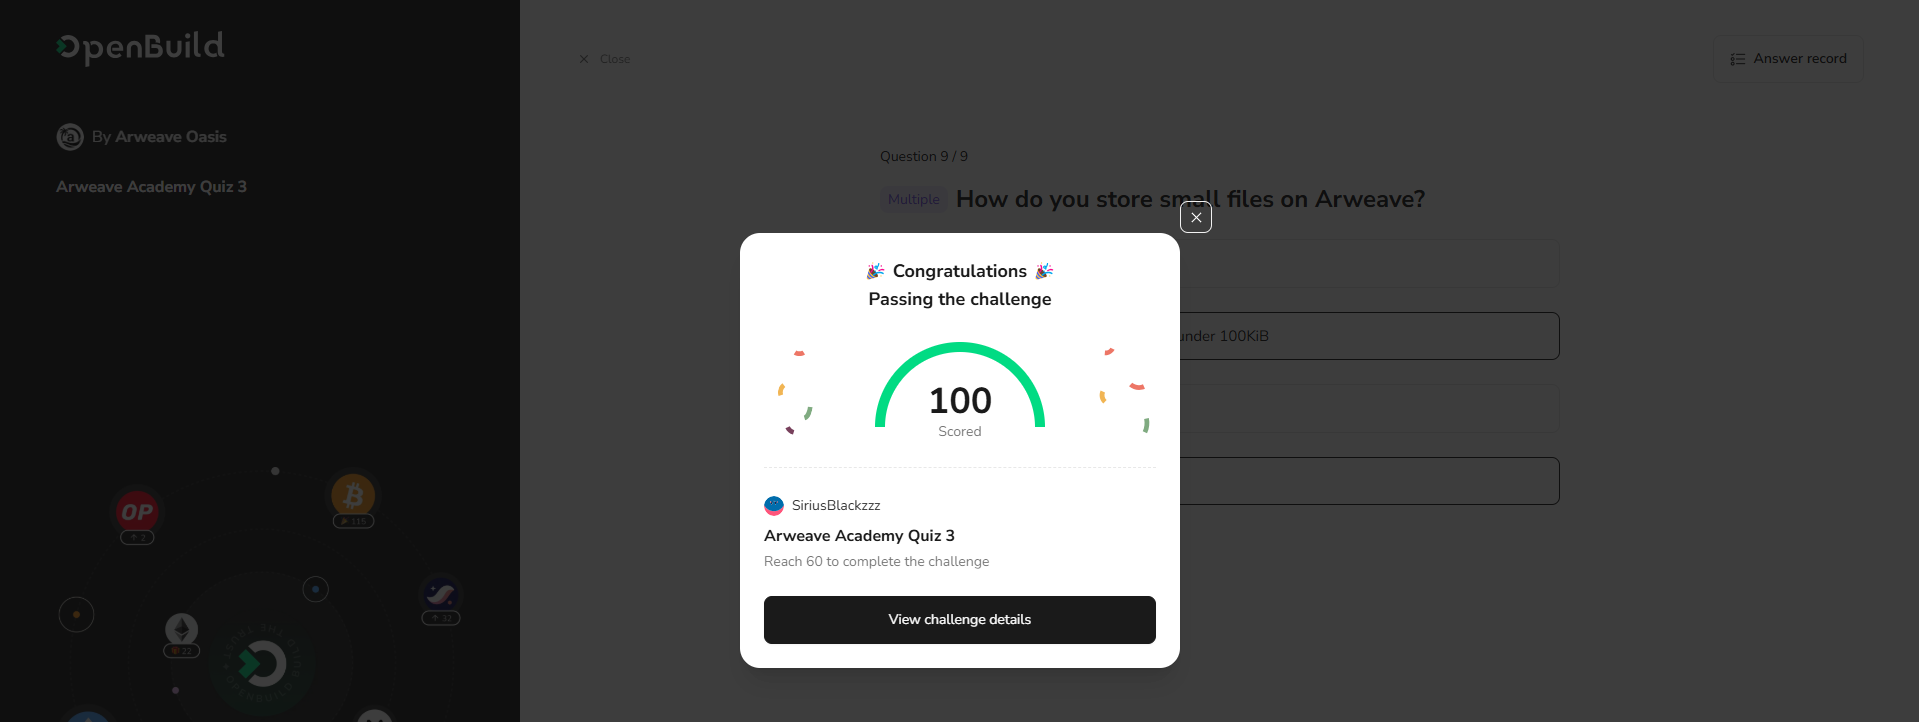 OpenBuild
By Arweave Oasis
Arweave Academy Quiz 3
OP
↑ 2
115
↑ 32
22
Close
Answer record
Question 9 / 9
Multiple How do you store small files on Arweave?
under 100KiB
🎉 Congratulations 🎉
Passing the challenge
100
Scored
SiriusBlackzzz
Arweave Academy Quiz 3
Reach 60 to complete the challenge
View challenge details